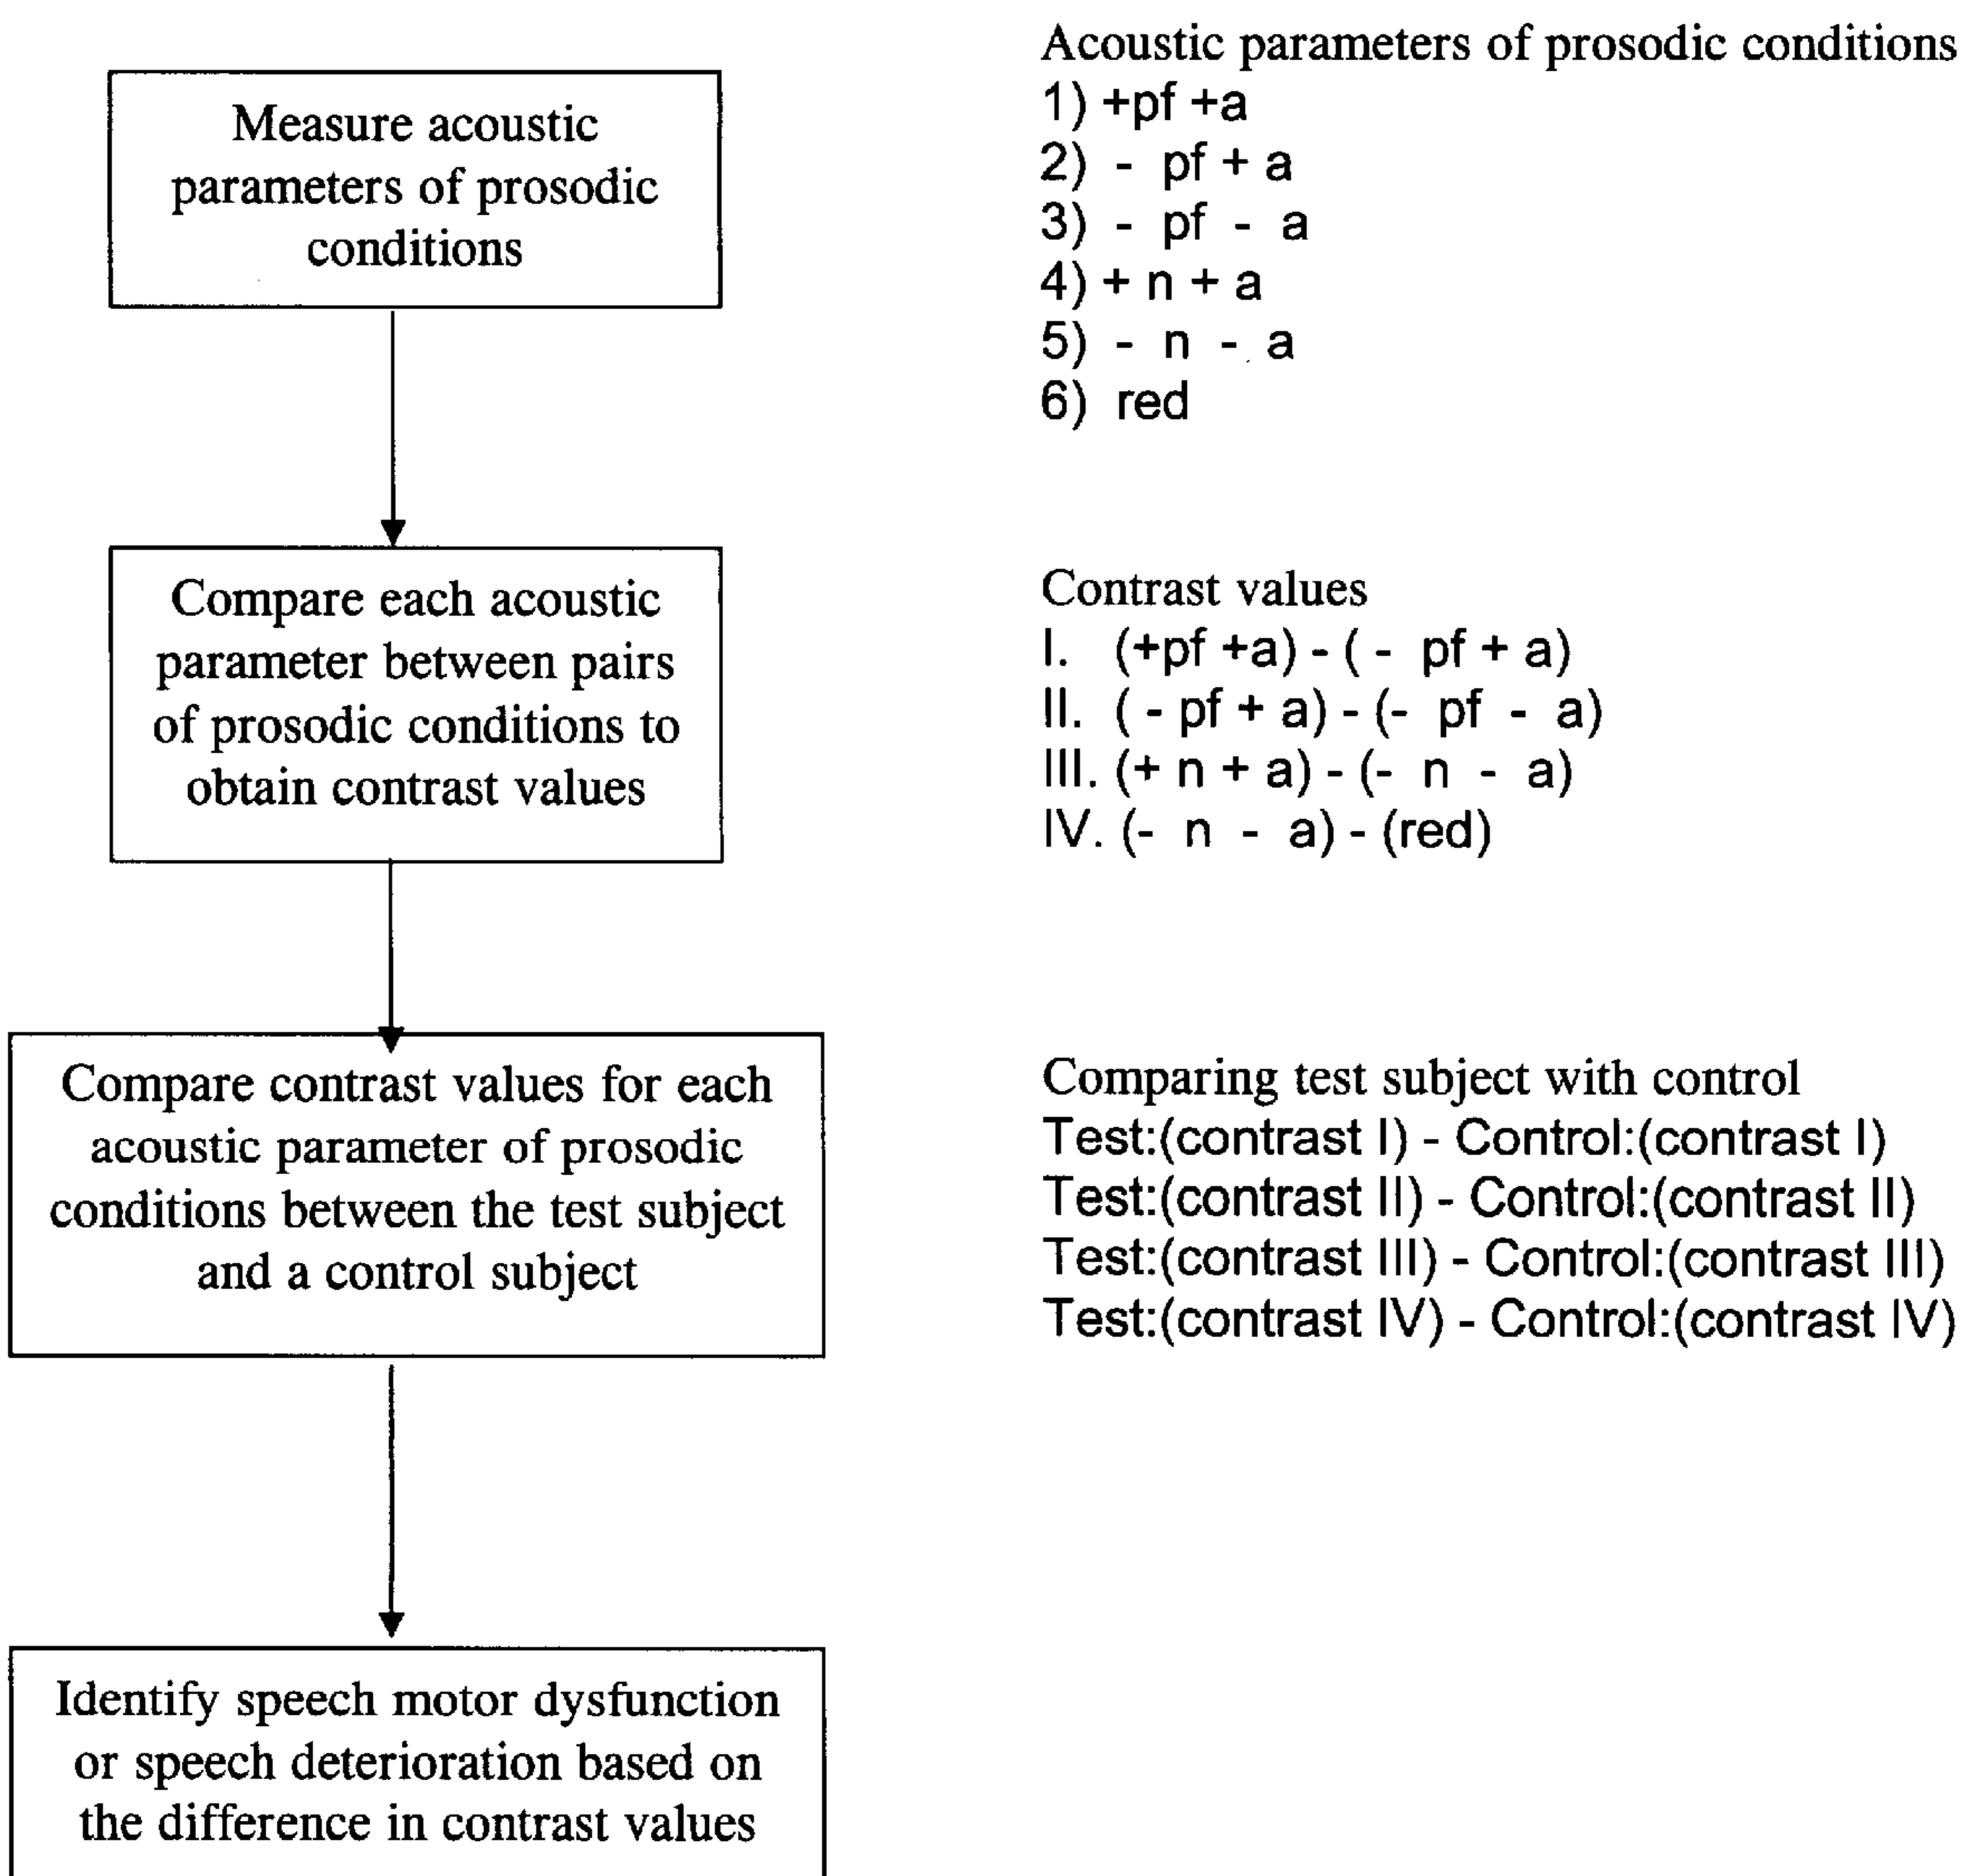 Measure acoustic
parameters of prosodic
conditions
Acoustic parameters of prosodic conditions
1) +pf +a
2) - pf + a
3) - pf - a
4) + n + a
5) - n - a
6) red
Compare each acoustic
parameter between pairs
of prosodic conditions to
obtain contrast values
Contrast values
I. (+pf +a) - ( - pf + a)
II. ( - pf + a) - (- pf - a)
III. (+ n + a) - (- n - a)
IV. (- n - a) - (red)
Compare contrast values for each
acoustic parameter of prosodic
conditions between the test subject
and a control subject
Comparing test subject with control
Test:(contrast I) - Control:(contrast I)
Test:(contrast II) - Control:(contrast II)
Test:(contrast III) - Control:(contrast III)
Test:(contrast IV) - Control:(contrast IV)
Identify speech motor dysfunction
or speech deterioration based on
the difference in contrast values